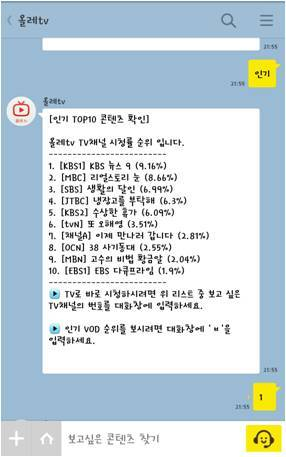 올레tv
21:55
인기
21:55
올레tv
[인기 TOP10 콘텐츠 확인]
올레tv TV채널 시청률 순위 입니다.
--------------------------
1. [KBS1] KBS 뉴스 9 (9.16%)
2. [MBC] 리얼스토리 눈 (8.66%)
3. [SBS] 생활의 달인 (6.99%)
4. [JTBC] 냉장고를 부탁해 (6.3%)
5. [KBS2] 수상한 휴가 (6.09%)
6. [tvN] 또 오해영 (3.51%)
7. [채널A] 이제 만나러 갑니다 (2.81%)
8. [OCN] 38 사기동대 (2.55%)
9. [MBN] 고수의 비법 황금알 (2.04%)
10. [EBS1] EBS 다큐프라임 (1.9%)
--------------------------
TV로 바로 시청하시려면 위 리스트 중 보고 싶은
TV채널의 번호를 대화창에 입력하세요.
인기 VOD 순위를 보시려면 대화창에 'ㅂ'을
입력하세요.
21:55
1
21:55
보고싶은 콘텐츠 찾기